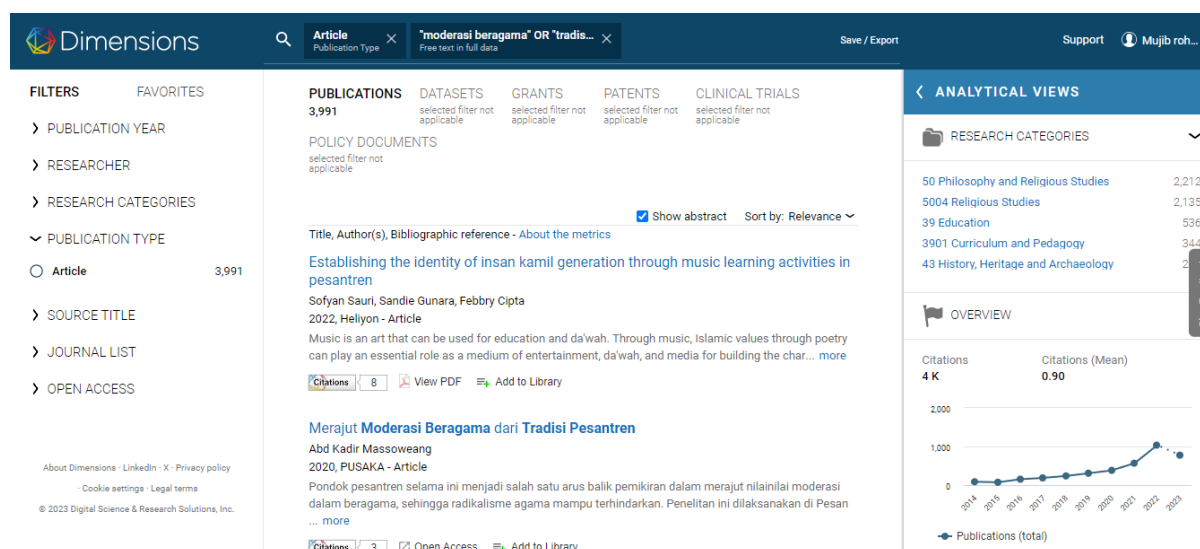 Dimensions
Article
Publication Type
"moderasi beragama" OR "tradis...
Free text in full data
Save / Export
Support
Mujib roh...
FILTERS
FAVORITES
PUBLICATION YEAR
RESEARCHER
RESEARCH CATEGORIES
PUBLICATION TYPE
Article 3,991
SOURCE TITLE
JOURNAL LIST
OPEN ACCESS
About Dimensions · LinkedIn · X · Privacy policy
· Cookie settings · Legal terms
© 2023 Digital Science & Research Solutions, Inc.
PUBLICATIONS
3,991
DATASETS
selected filter not
applicable
GRANTS
selected filter not
applicable
PATENTS
selected filter not
applicable
CLINICAL TRIALS
selected filter not
applicable
POLICY DOCUMENTS
selected filter not
applicable
Show abstract Sort by: Relevance
Title, Author(s), Bibliographic reference - About the metrics
Establishing the identity of insan kamil generation through music learning activities in
pesantren
Sofyan Sauri, Sandie Gunara, Febbry Cipta
2022, Heliyon - Article
Music is an art that can be used for education and da'wah. Through music, Islamic values through poetry
can play an essential role as a medium of entertainment, da'wah, and media for building the char... more
Citations 8 View PDF Add to Library
Merajut Moderasi Beragama dari Tradisi Pesantren
Abd Kadir Massoweang
2020, PUSAKA - Article
Pondok pesantren selama ini menjadi salah satu arus balik pemikiran dalam merajut nilainilai moderasi
dalam beragama, sehingga radikalisme agama mampu terhindarkan. Penelitan ini dilaksanakan di Pesan
... more
Citations 3 Open Access Add to Library
ANALYTICAL VIEWS
RESEARCH CATEGORIES
50 Philosophy and Religious Studies 2,212
5004 Religious Studies 2,135
39 Education 536
3901 Curriculum and Pedagogy 344
43 History, Heritage and Archaeology
OVERVIEW
Citations
4 K
Citations (Mean)
0.90
2,000
1,000
0
2014 2015 2016 2017 2018 2019 2020 2021 2022 2023
Publications (total)